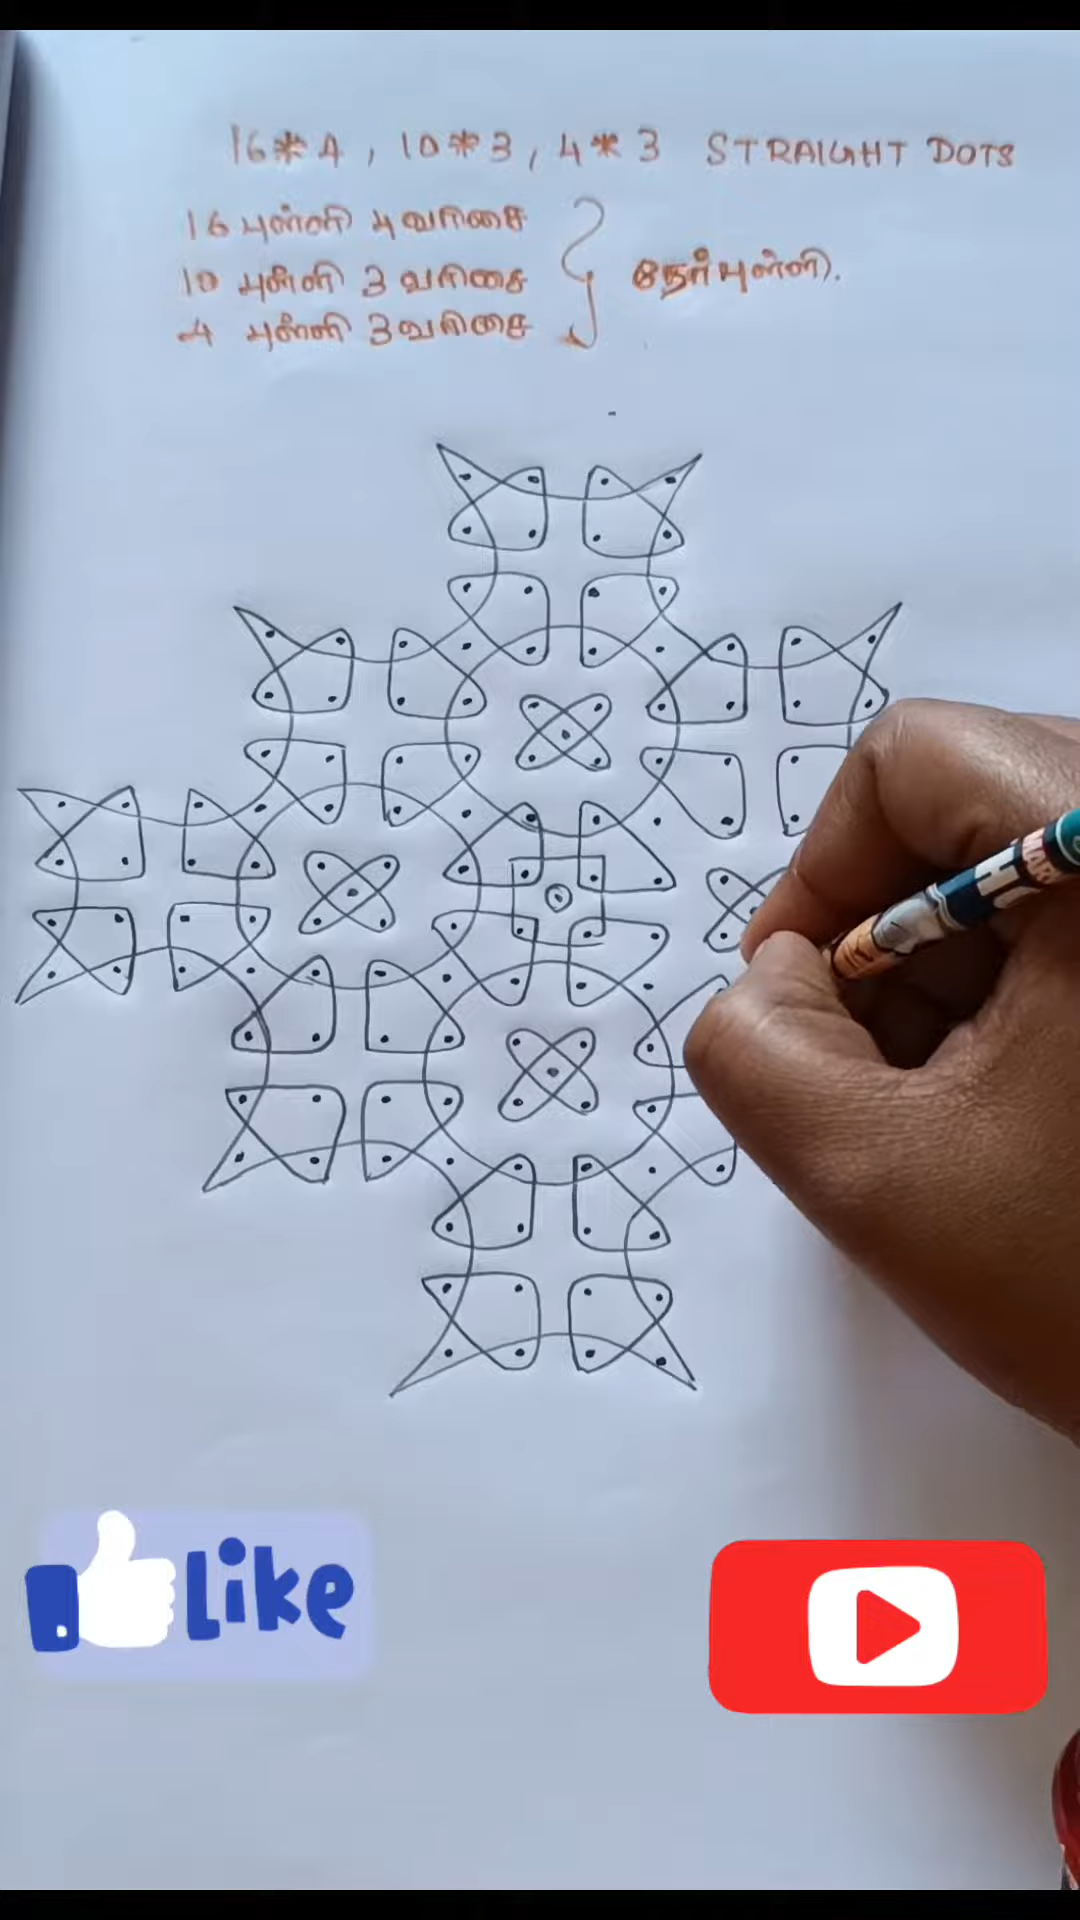 16*4 , 10*3 , 4*3 STRAIGHT DOTS
16 புள்ளி 4 வரிசை
10 புள்ளி 3 வரிசை
4 புள்ளி 3 வரிசை
நேர்புள்ளி.
Like